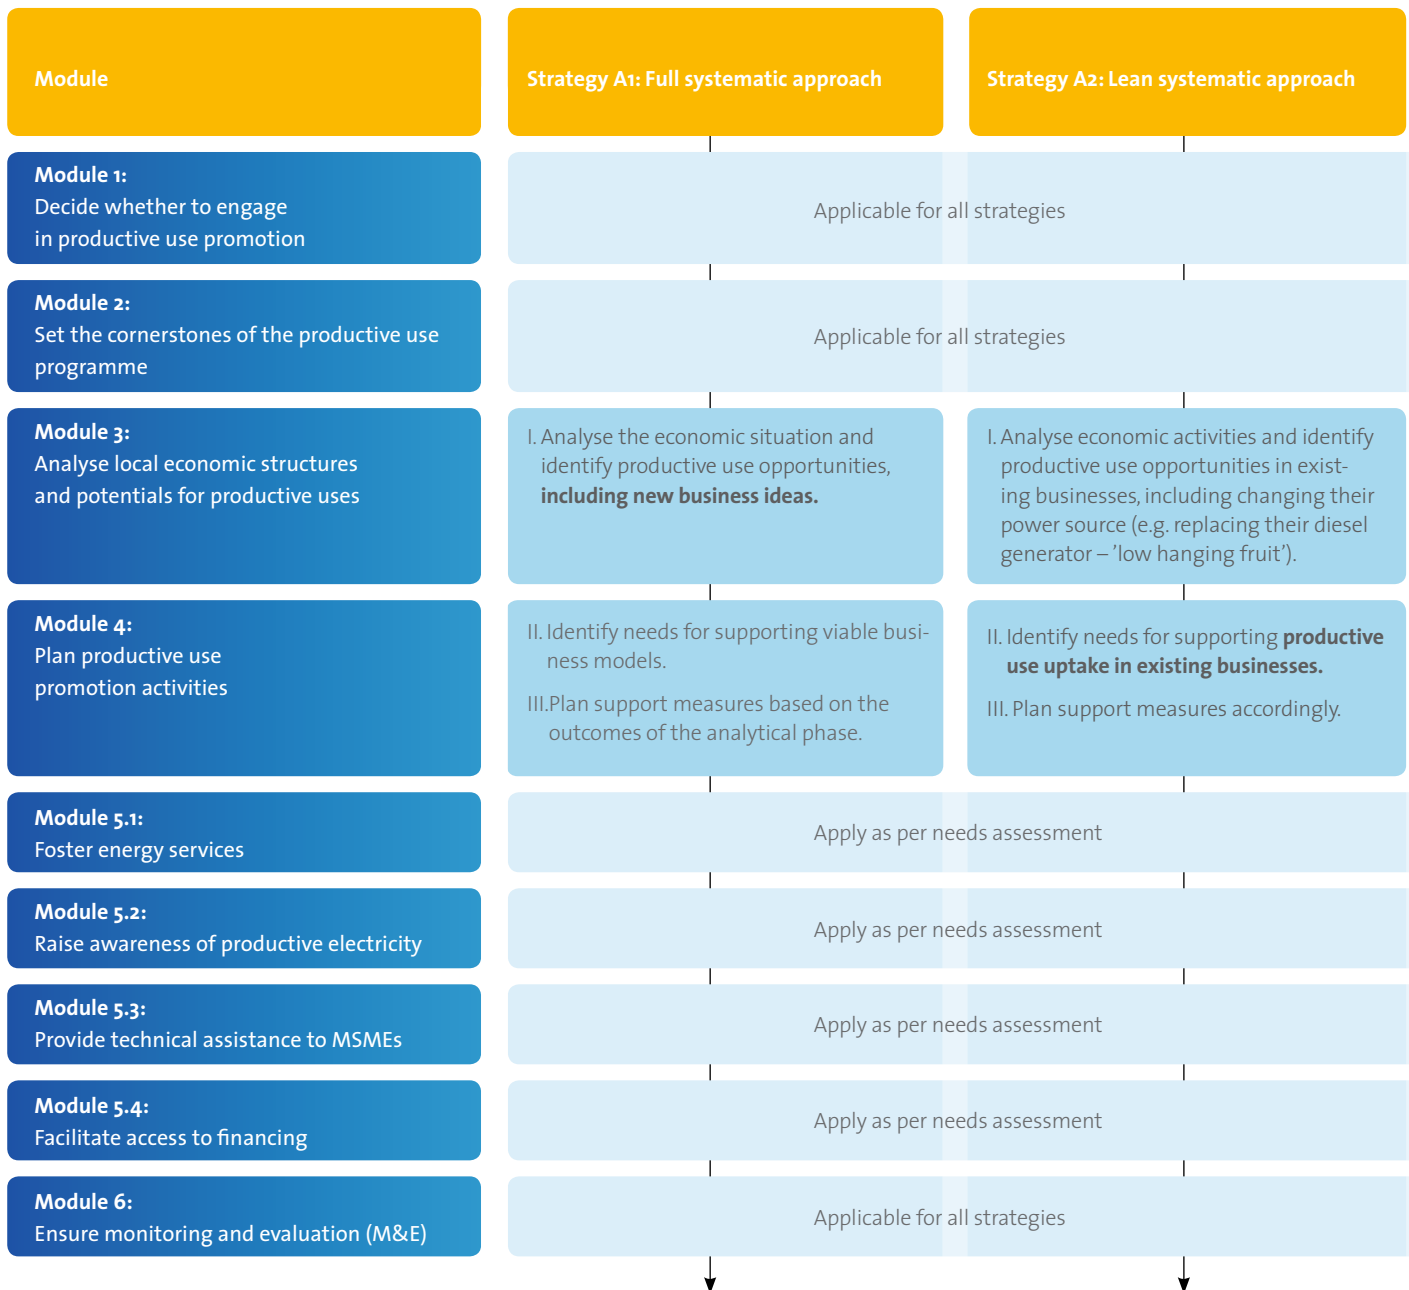 Module
Strategy A1: Full systematic approach
Strategy A2: Lean systematic approach
Module 1:
Decide whether to engage
in productive use promotion
Applicable for all strategies
Module 2:
Set the cornerstones of the productive use
programme
Applicable for all strategies
Module 3:
Analyse local economic structures
and potentials for productive uses
I. Analyse the economic situation and
identify productive use opportunities,
including new business ideas.
I. Analyse economic activities and identify
productive use opportunities in exist-
ing businesses, including changing their
power source (e.g. replacing their diesel
generator – ’low hanging fruit’).
Module 4:
Plan productive use
promotion activities
II. Identify needs for supporting viable busi-
ness models.
III.Plan support measures based on the
outcomes of the analytical phase.
II. Identify needs for supporting productive
use uptake in existing businesses.
III. Plan support measures accordingly.
Module 5.1:
Foster energy services
Apply as per needs assessment
Module 5.2:
Raise awareness of productive electricity
Apply as per needs assessment
Module 5.3:
Provide technical assistance to MSMEs
Apply as per needs assessment
Module 5.4:
Facilitate access to financing
Apply as per needs assessment
Module 6:
Ensure monitoring and evaluation (M&E)
Applicable for all strategies